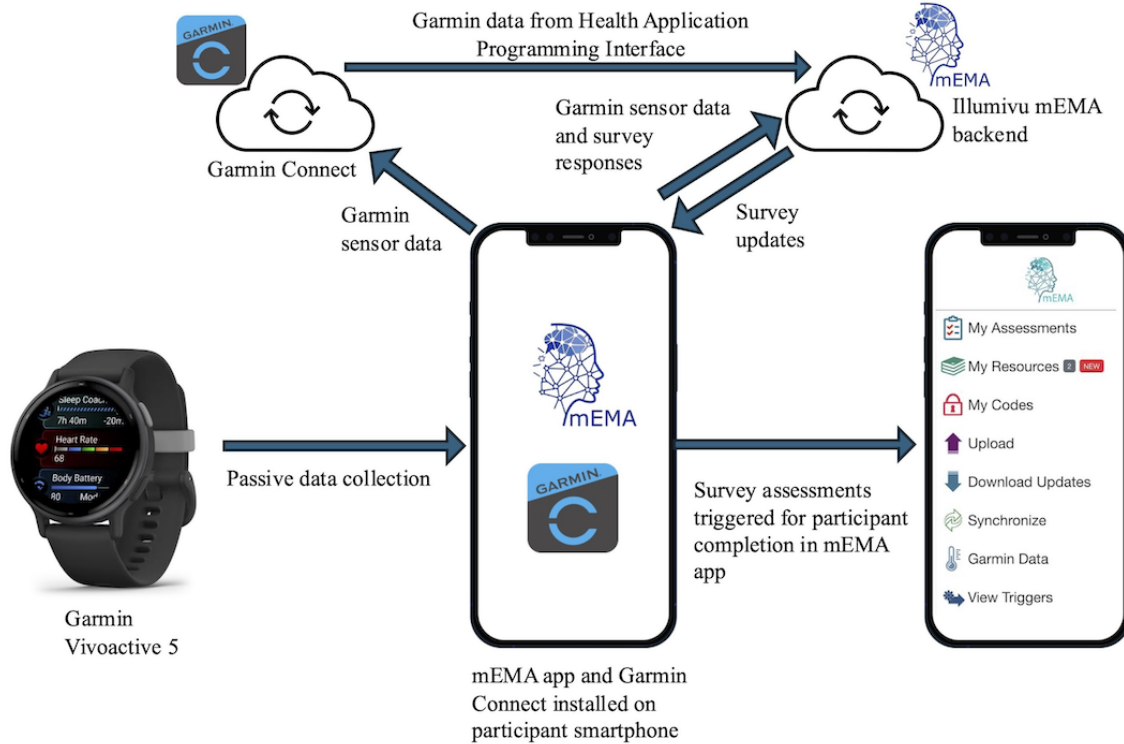 GARMIN
Garmin data from Health Application
Programming Interface
mEMA
Illumivu mEMA
backend
Garmin Connect
Garmin sensor data
and survey
responses
Garmin
sensor data
Survey
updates
Sleep Coach
7h 40m -20m
Heart Rate
68
Body Battery
80 Mod
Passive data collection
Garmin
Vivoactive 5
mEMA
GARMIN
mEMA app and Garmin
Connect installed on
participant smartphone
Survey assessments
triggered for participant
completion in mEMA
app
mEMA
My Assessments
My Resources 2 NEW
My Codes
Upload
Download Updates
Synchronize
Garmin Data
View Triggers